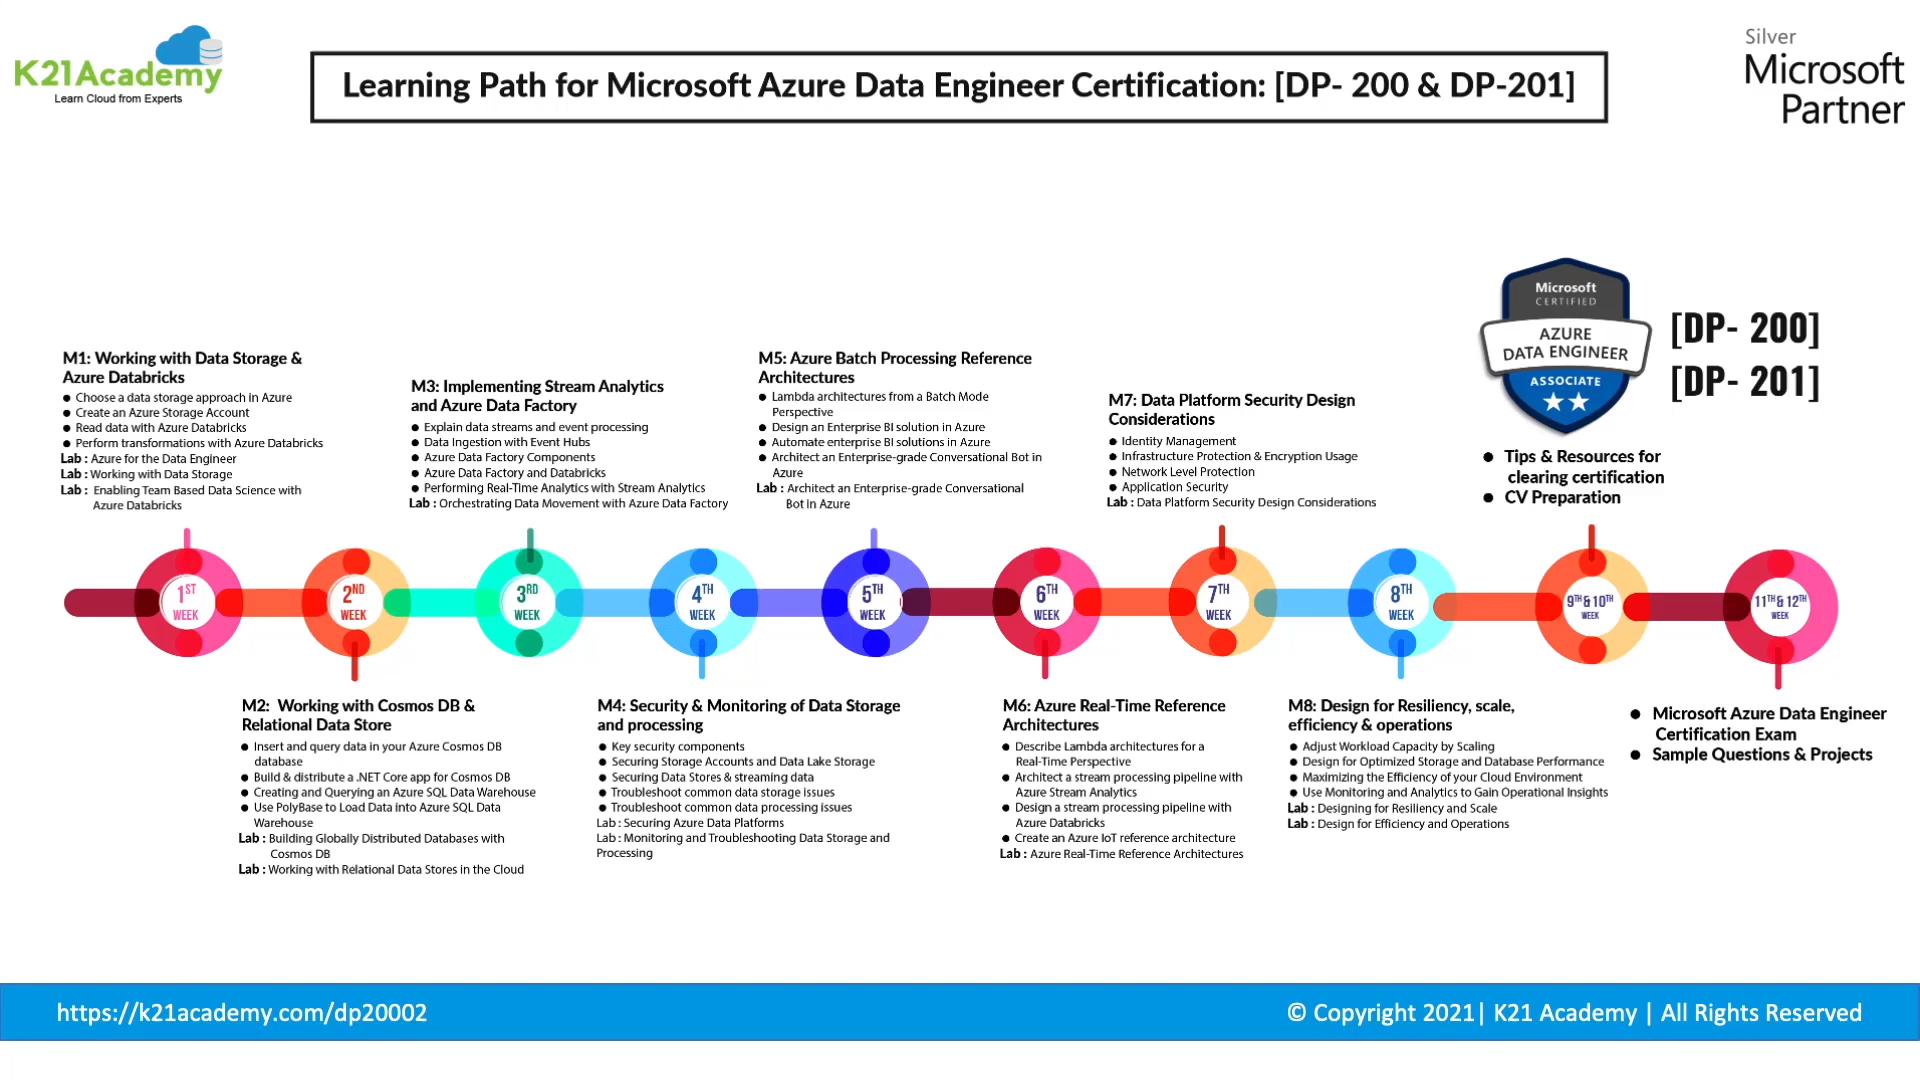 K21Academy
Learn Cloud from Experts
Learning Path for Microsoft Azure Data Engineer Certification: [DP- 200 & DP-201]
Silver
Microsoft
Partner
Microsoft
CERTIFIED
AZURE
DATA ENGINEER
ASSOCIATE
[DP- 200]
[DP- 201]
M1: Working with Data Storage &
Azure Databricks
● Choose a data storage approach in Azure
● Create an Azure Storage Account
● Read data with Azure Databricks
● Perform transformations with Azure Databricks
Lab : Azure for the Data Engineer
Lab : Working with Data Storage
Lab : Enabling Team Based Data Science with
Azure Databricks
M3: Implementing Stream Analytics
and Azure Data Factory
● Explain data streams and event processing
● Data Ingestion with Event Hubs
● Azure Data Factory Components
● Azure Data Factory and Databricks
● Performing Real-Time Analytics with Stream Analytics
Lab : Orchestrating Data Movement with Azure Data Factory
M5: Azure Batch Processing Reference
Architectures
● Lambda architectures from a Batch Mode
Perspective
● Design an Enterprise BI solution in Azure
● Automate enterprise BI solutions in Azure
● Architect an Enterprise-grade Conversational Bot in
Azure
Lab : Architect an Enterprise-grade Conversational
Bot in Azure
M7: Data Platform Security Design
Considerations
● Identity Management
● Infrastructure Protection & Encryption Usage
● Network Level Protection
● Application Security
Lab : Data Platform Security Design Considerations
● Tips & Resources for
clearing certification
● CV Preparation
1ST
WEEK
2ND
WEEK
3RD
WEEK
4TH
WEEK
5TH
WEEK
6TH
WEEK
7TH
WEEK
8TH
WEEK
9TH & 10TH
WEEK
11TH & 12TH
WEEK
M2: Working with Cosmos DB &
Relational Data Store
● Insert and query data in your Azure Cosmos DB
database
● Build & distribute a .NET Core app for Cosmos DB
● Creating and Querying an Azure SQL Data Warehouse
● Use PolyBase to Load Data into Azure SQL Data
Warehouse
Lab : Building Globally Distributed Databases with
Cosmos DB
Lab : Working with Relational Data Stores in the Cloud
M4: Security & Monitoring of Data Storage
and processing
● Key security components
● Securing Storage Accounts and Data Lake Storage
● Securing Data Stores & streaming data
● Troubleshoot common data storage issues
● Troubleshoot common data processing issues
Lab : Securing Azure Data Platforms
Lab : Monitoring and Troubleshooting Data Storage and
Processing
M6: Azure Real-Time Reference
Architectures
● Describe Lambda architectures for a
Real-Time Perspective
● Architect a stream processing pipeline with
Azure Stream Analytics
● Design a stream processing pipeline with
Azure Databricks
● Create an Azure IoT reference architecture
Lab : Azure Real-Time Reference Architectures
M8: Design for Resiliency, scale,
efficiency & operations
● Adjust Workload Capacity by Scaling
● Design for Optimized Storage and Database Performance
● Maximizing the Efficiency of your Cloud Environment
● Use Monitoring and Analytics to Gain Operational Insights
Lab : Designing for Resiliency and Scale
Lab : Design for Efficiency and Operations
● Microsoft Azure Data Engineer
Certification Exam
● Sample Questions & Projects
https://k21academy.com/dp20002
© Copyright 2021| K21 Academy | All Rights Reserved